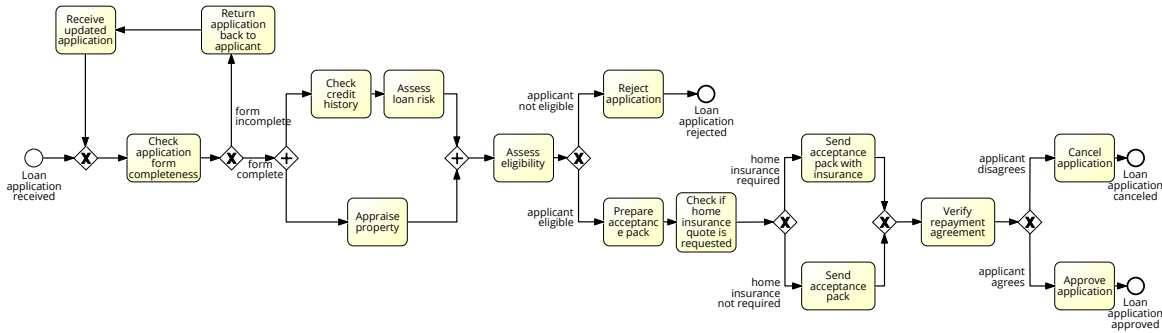 Receive
updated
application
Return
application
back to
applicant
Check
credit
history
Assess
loan risk
applicant
not eligible
Reject
application
Loan
application
rejected
form
incomplete
Loan
application
received
Check
application
form
completeness
form
complete
Assess
eligibility
Appraise
property
applicant
eligible
Prepare
acceptanc
e pack
Check if
home
insurance
quote is
requested
home
insurance
required
Send
acceptance
pack with
insurance
home
insurance
not required
Send
acceptance
pack
Verify
repayment
agreement
applicant
disagrees
Cancel
application
Loan
application
canceled
applicant
agrees
Approve
application
Loan
application
approved